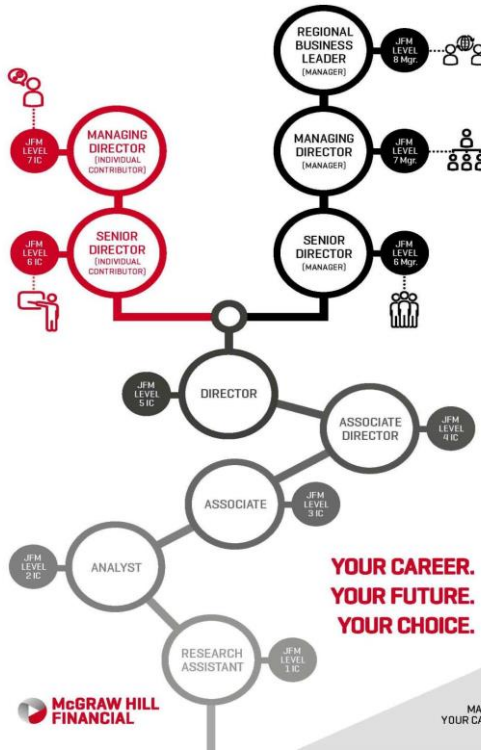 REGIONAL
BUSINESS
LEADER
(MANAGER)
JFM
LEVEL
8 Mgr.
MANAGING
DIRECTOR
(INDIVIDUAL
CONTRIBUTOR)
JFM
LEVEL
7 IC
MANAGING
DIRECTOR
(MANAGER)
JFM
LEVEL
7 Mgr.
SENIOR
DIRECTOR
(INDIVIDUAL
CONTRIBUTOR)
JFM
LEVEL
6 IC
SENIOR
DIRECTOR
(MANAGER)
JFM
LEVEL
6 Mgr.
JFM
LEVEL
5 IC
DIRECTOR
ASSOCIATE
DIRECTOR
JFM
LEVEL
4 IC
ASSOCIATE
JFM
LEVEL
3 IC
JFM
LEVEL
2 IC
ANALYST
YOUR CAREER.
YOUR FUTURE.
YOUR CHOICE.
RESEARCH
ASSISTANT
JFM
LEVEL
1 IC
McGRAW HILL
FINANCIAL
MA
YOUR CA